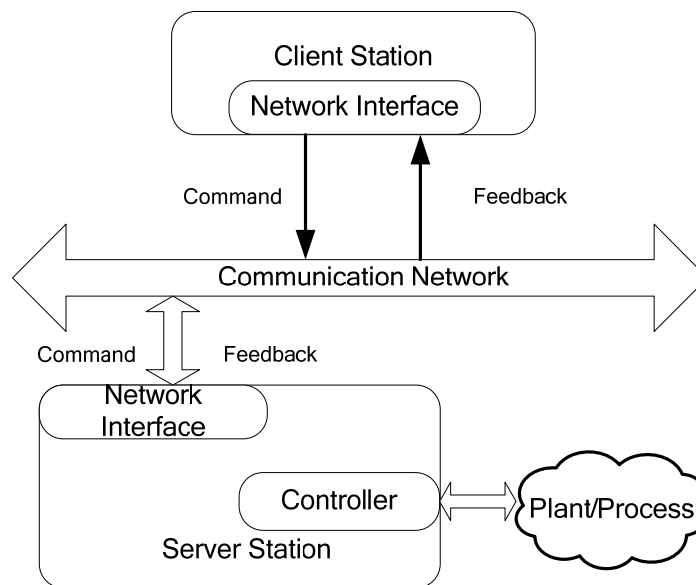 Client Station
Network Interface
Command
Feedback
Communication Network
Command
Feedback
Network
Interface
Controller
Plant/Process
Server Station